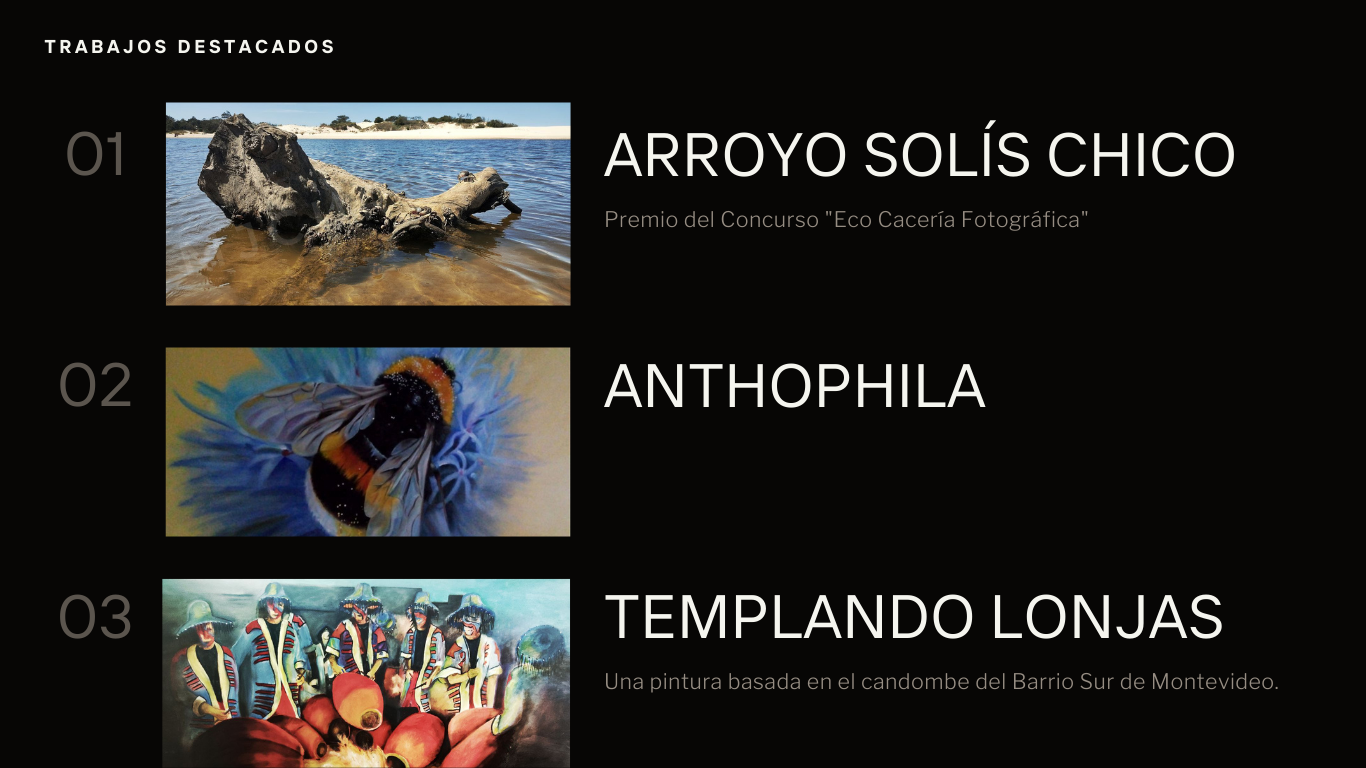 TRABAJOS DESTACADOS
01
ARROYO SOLÍS CHICO
Premio del Concurso "Eco Cacería Fotográfica"
02
ANTHOPHILA
03
TEMPLANDO LONJAS
Una pintura basada en el candombe del Barrio Sur de Montevideo.